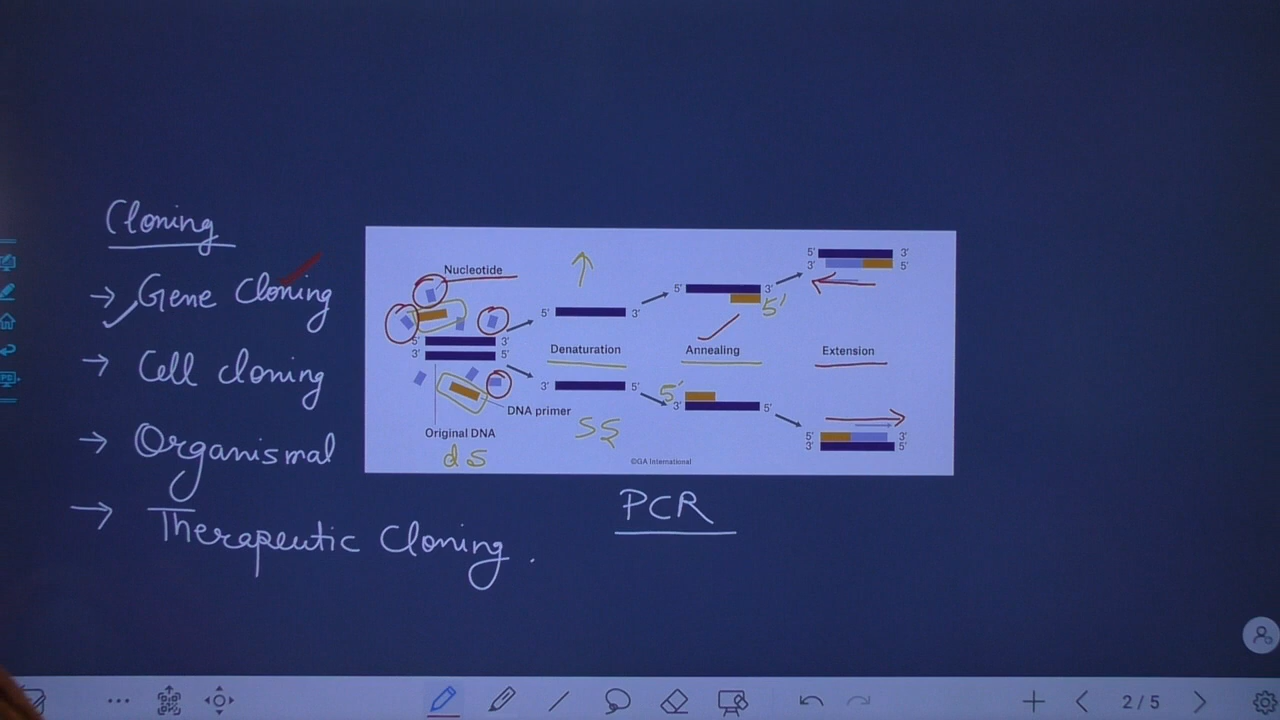 Cloning
→ Gene Cloning
→ Cell cloning
→ Organismal
→ Therapeutic Cloning.
Nucleotide
5' 3'
3' 5'
DNA primer
Original DNA
ds
5' 3'
Denaturation
3' 5'
SS
5' 3'
5'
Annealing
5'
3' 5'
5' 3'
3' 5'
Extension
5' 3'
3' 5'
©GA International
PCR
2/5